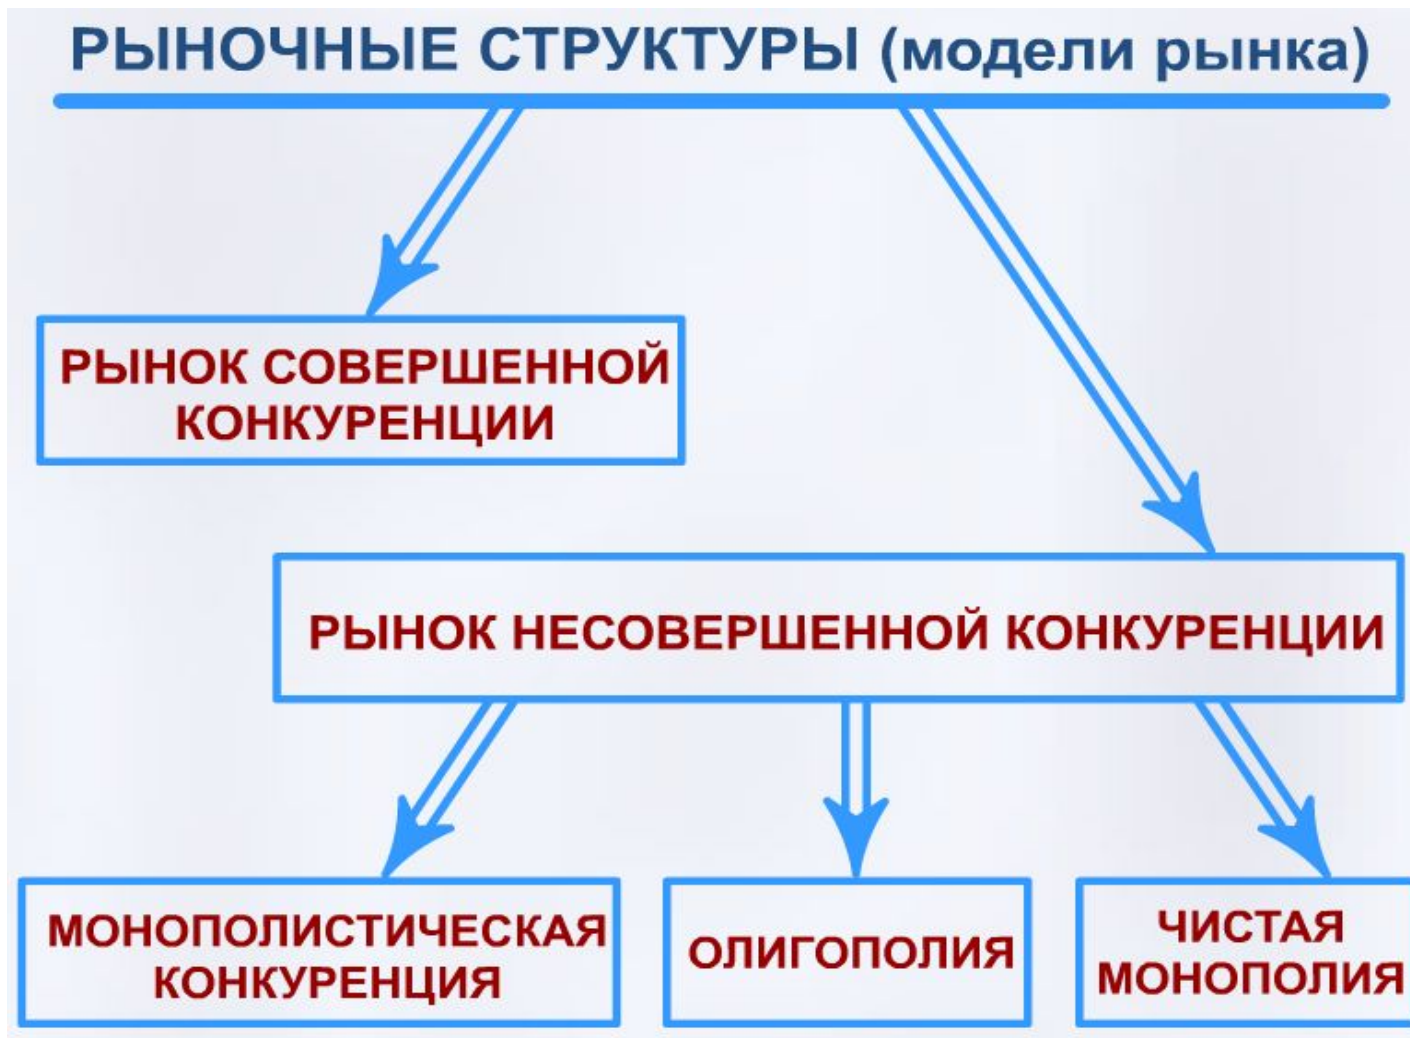 РЫНОЧНЫЕ СТРУКТУРЫ (модели рынка)
РЫНОК СОВЕРШЕННОЙ
КОНКУРЕНЦИИ
РЫНОК НЕСОВЕРШЕННОЙ КОНКУРЕНЦИИ
МОНОПОЛИСТИЧЕСКАЯ
КОНКУРЕНЦИЯ
ОЛИГОПОЛИЯ
ЧИСТАЯ
МОНОПОЛИЯ